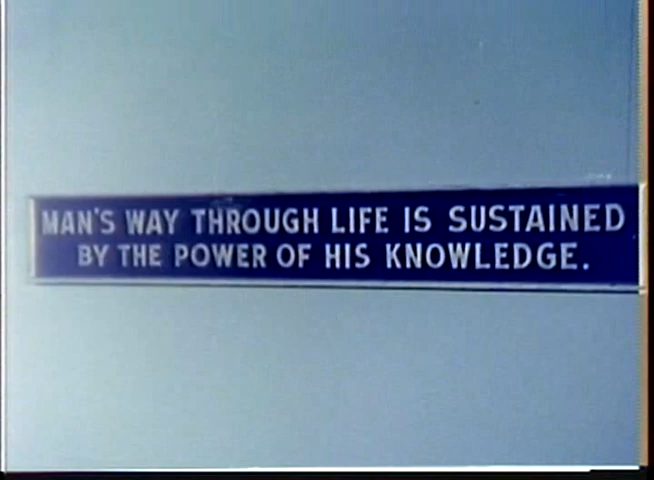 MAN'S WAY THROUGH LIFE IS SUSTAINED
BY THE POWER OF HIS KNOWLEDGE.